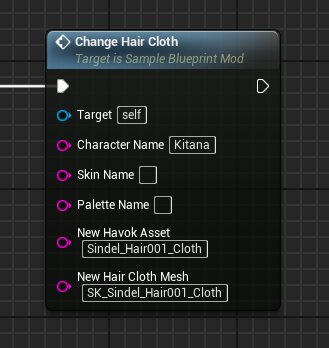 Change Hair Cloth
Target is Sample Blueprint Mod
Target self
Character Name Kitana
Skin Name
Palette Name
New Havok Asset
Sindel_Hair001_Cloth
New Hair Cloth Mesh
SK_Sindel_Hair001_Cloth